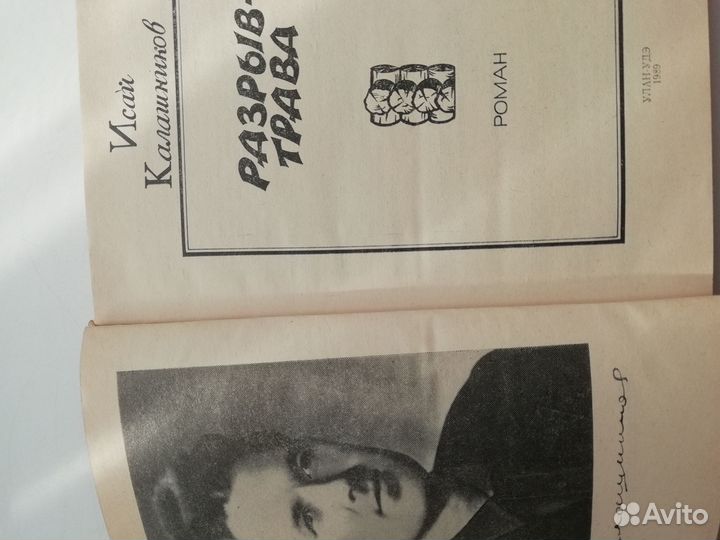 Исай
Калашников
РАЗРЫВ-
ТРАВА
РОМАН
УЛАН-УДЭ
1989
Avito